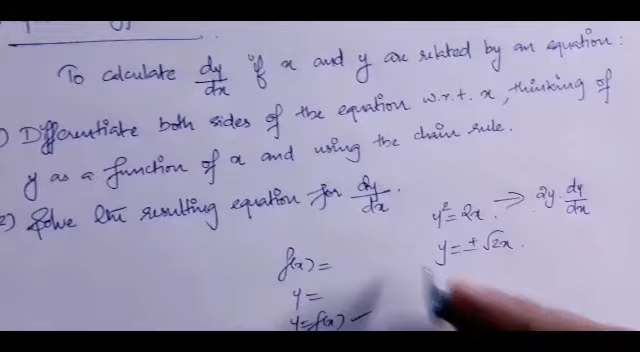 To calculate dy/dx if x and y are related by an equation:
1) Differentiate both sides of the equation w.r.t. x, thinking of
y as a function of x and using the chain rule.
2) Solve the resulting equation for dy/dx.
y² = 2x. → 2y. dy/dx
y = ± √2x.
f(x) =
y =
y = f(x) —